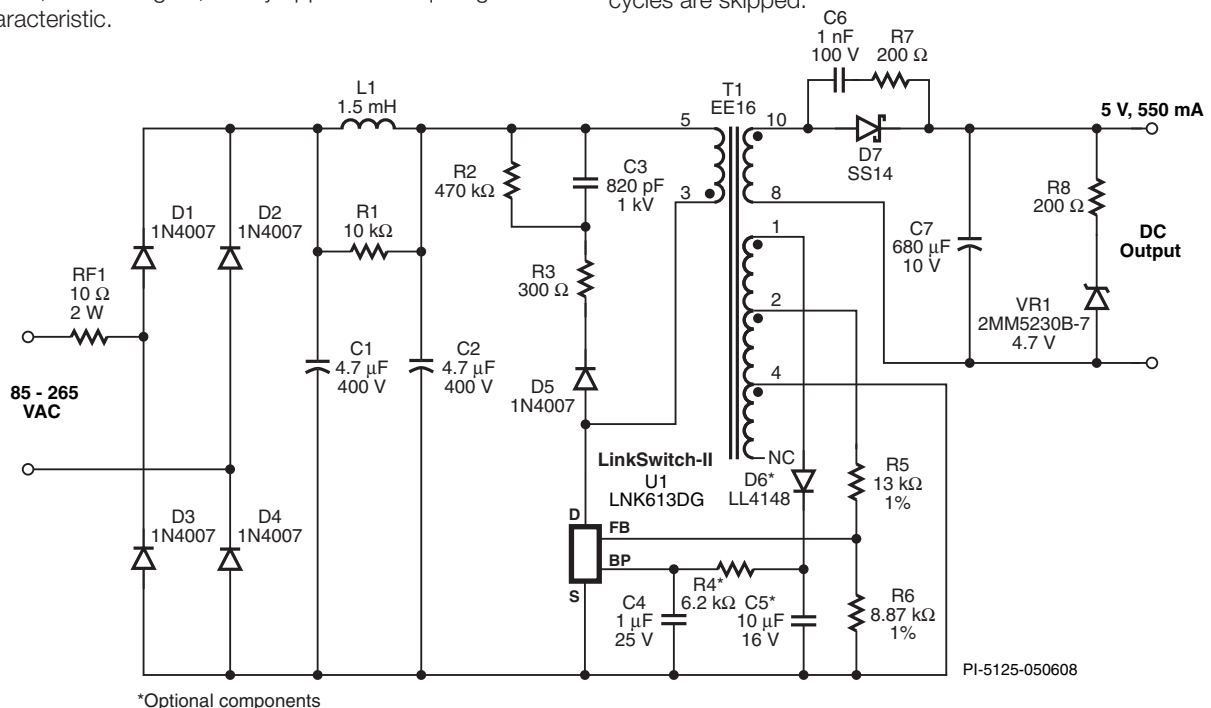 aracteristic.
cycles are skipped.
C6
1 nF
100 V
R7
200 Ω
L1
1.5 mH
T1
EE16
5
10
5 V, 550 mA
D7
SS14
R2
470 kΩ
C3
820 pF
1 kV
3
8
R8
200 Ω
D1
1N4007
D2
1N4007
R1
10 kΩ
C7
680 µF
10 V
DC
Output
1
RF1
10 Ω
2 W
R3
300 Ω
2
VR1
2MM5230B-7
4.7 V
C1
4.7 µF
400 V
C2
4.7 µF
400 V
4
85 - 265
VAC
D5
1N4007
NC
LinkSwitch-II
U1
LNK613DG
D6*
LL4148
R5
13 kΩ
1%
D3
1N4007
D4
1N4007
D
FB
BP
S
R4*
6.2 kΩ
C4
1 µF
25 V
C5*
10 µF
16 V
R6
8.87 kΩ
1%
PI-5125-050608
*Optional components